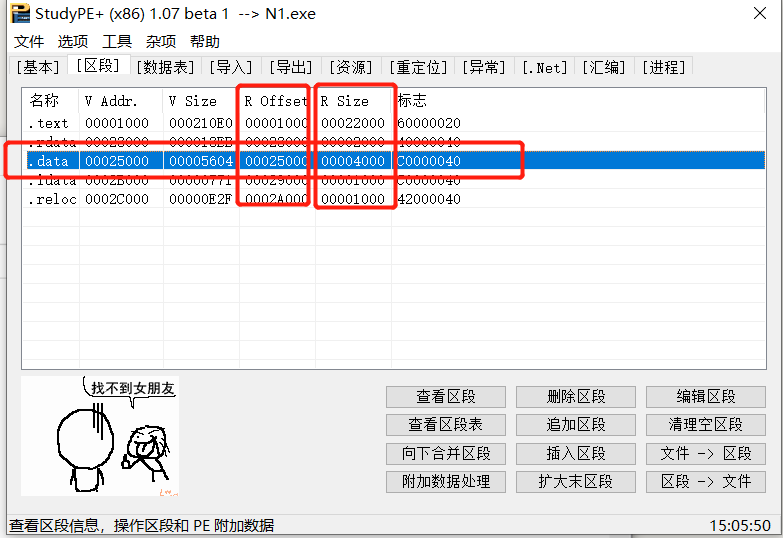 StudyPE+ (x86) 1.07 beta 1 --> N1.exe
文件 选项 工具 杂项 帮助
[基本] [区段] [数据表] [导入] [导出] [资源] [重定位] [异常] [.Net] [汇编] [进程]
名称 V Addr. V Size R Offset R Size 标志
.text 00001000 000210E0 00001000 00022000 60000020
.rdata 00023000 000018EB 00023000 00002000 40000040
.data 00025000 00005604 00025000 00004000 C0000040
.idata 0002B000 00000771 00029000 00001000 C0000040
.reloc 0002C000 00000E2F 0002A000 00001000 42000040
找不到女朋友
查看区段 删除区段 编辑区段
查看区段表 追加区段 清理空区段
向下合并区段 插入区段 文件 -> 区段
附加数据处理 扩大末区段 区段 -> 文件
查看区段信息，操作区段和 PE 附加数据 15:05:50